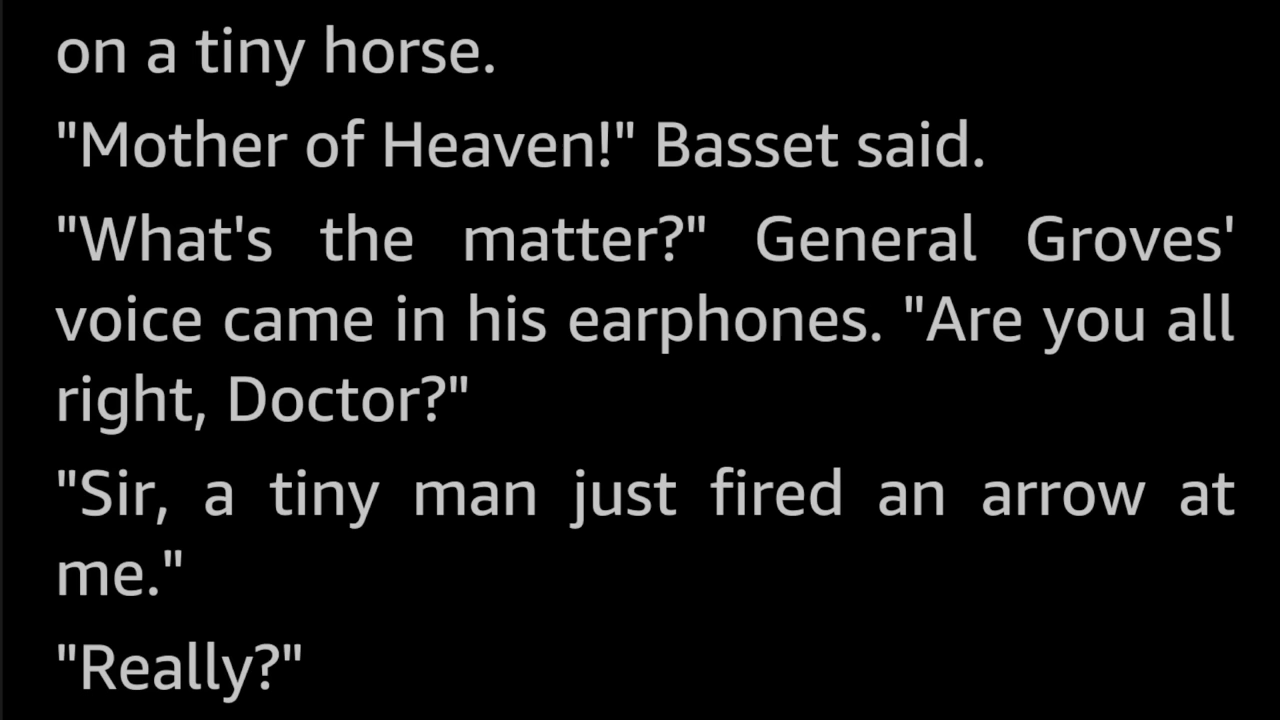 on a tiny horse.
"Mother of Heaven!" Basset said.
"What's the matter?" General Groves'
voice came in his earphones. "Are you all
right, Doctor?"
"Sir, a tiny man just fired an arrow at
me."
"Really?"